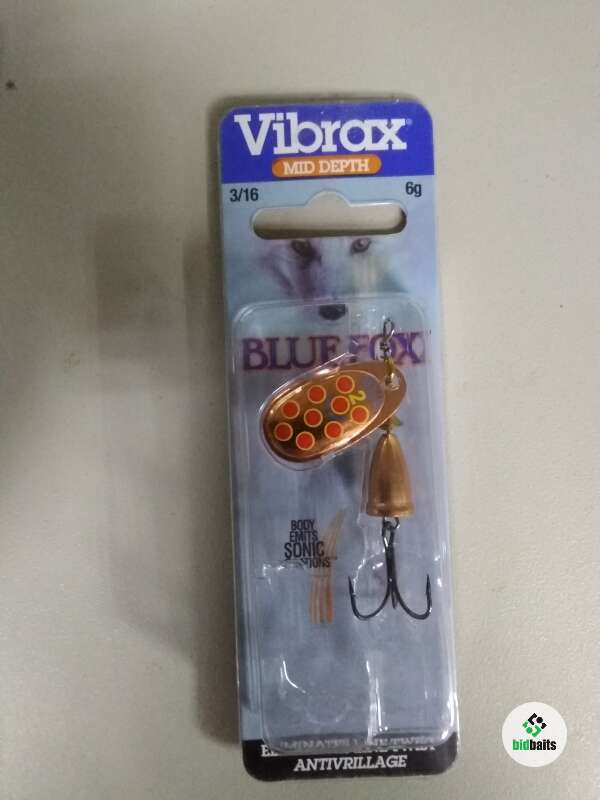 Vibrax®
MID DEPTH
3/16 6g
BLUE FOX
2
BODY
EMITS
SONIC
ANTIVRILLAGE
bidbaits